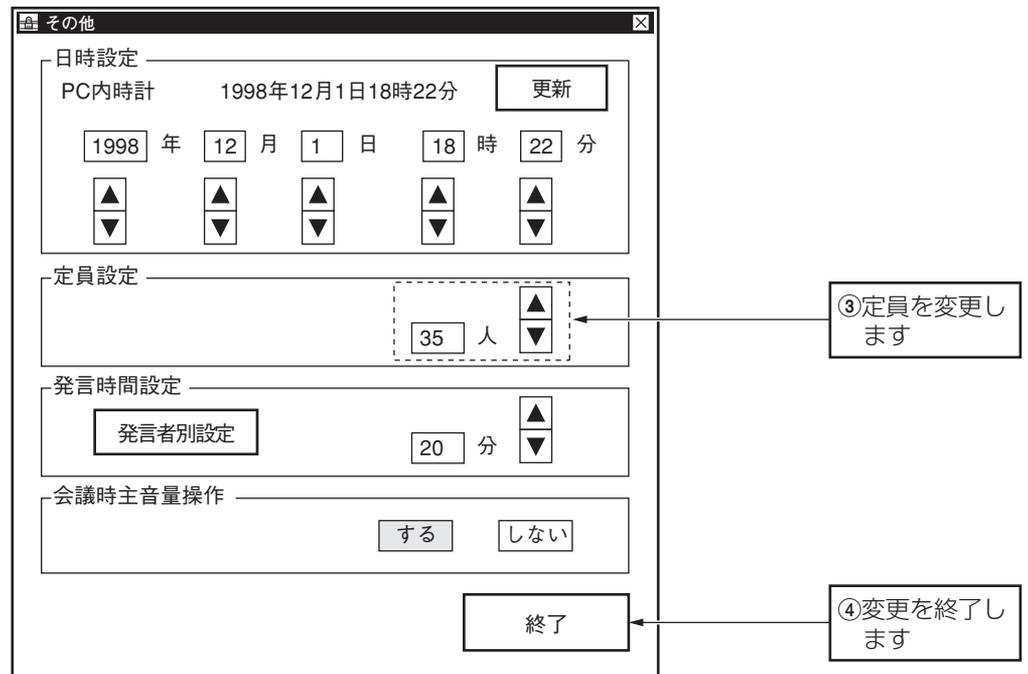 その他
日時設定
PC内時計 1998年12月1日18時22分 更新
1998 年 12 月 1 日 18 時 22 分
▲ ▲ ▲ ▲ ▲
▼ ▼ ▼ ▼ ▼
定員設定
▲
35 人 ▼
③定員を変更し
ます
発言時間設定
発言者別設定 ▲
20 分 ▼
会議時主音量操作
する しない
終了
④変更を終了し
ます